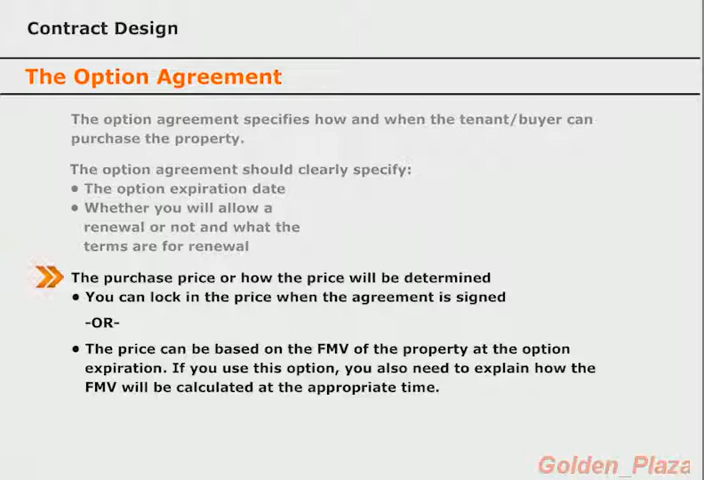 Contract Design
The Option Agreement
The option agreement specifies how and when the tenant/buyer can
purchase the property.
The option agreement should clearly specify:
• The option expiration date
• Whether you will allow a
renewal or not and what the
terms are for renewal
The purchase price or how the price will be determined
• You can lock in the price when the agreement is signed
-OR-
• The price can be based on the FMV of the property at the option
expiration. If you use this option, you also need to explain how the
FMV will be calculated at the appropriate time.
Golden_Plaza